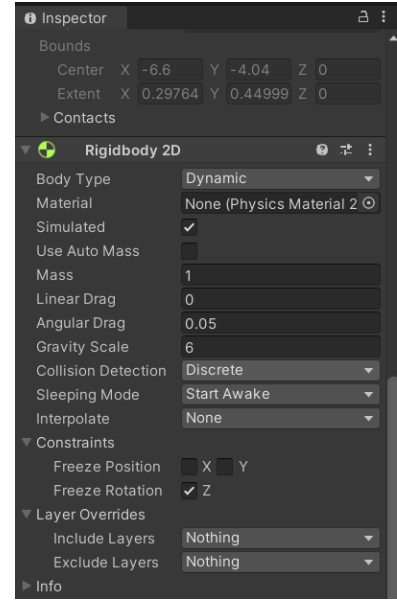 Inspector
Bounds
Center X -6.6 Y -4.04 Z 0
Extent X 0.29764 Y 0.44999 Z 0
Contacts
Rigidbody 2D
Body Type Dynamic
Material None (Physics Material 2
Simulated
Use Auto Mass
Mass 1
Linear Drag 0
Angular Drag 0.05
Gravity Scale 6
Collision Detection Discrete
Sleeping Mode Start Awake
Interpolate None
Constraints
Freeze Position X Y
Freeze Rotation Z
Layer Overrides
Include Layers Nothing
Exclude Layers Nothing
Info